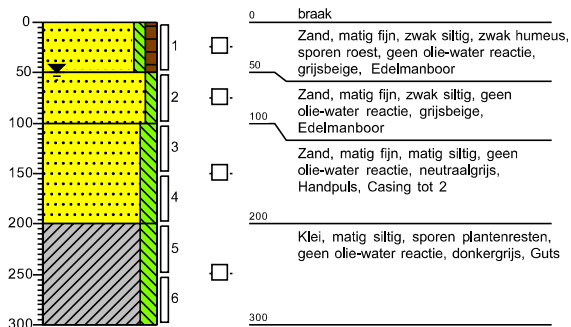 0
50
100
150
200
250
300
1
2
3
4
5
6
0 braak
Zand, matig fijn, zwak siltig, zwak humeus,
sporen roest, geen olie-water reactie,
grijsbeige, Edelmanboor
50
Zand, matig fijn, zwak siltig, geen
olie-water reactie, grijsbeige,
Edelmanboor
100
Zand, matig fijn, matig siltig, geen
olie-water reactie, neutraalgrijs,
Handpuls, Casing tot 2
200
Klei, matig siltig, sporen plantenresten,
geen olie-water reactie, donkergrijs, Guts
300